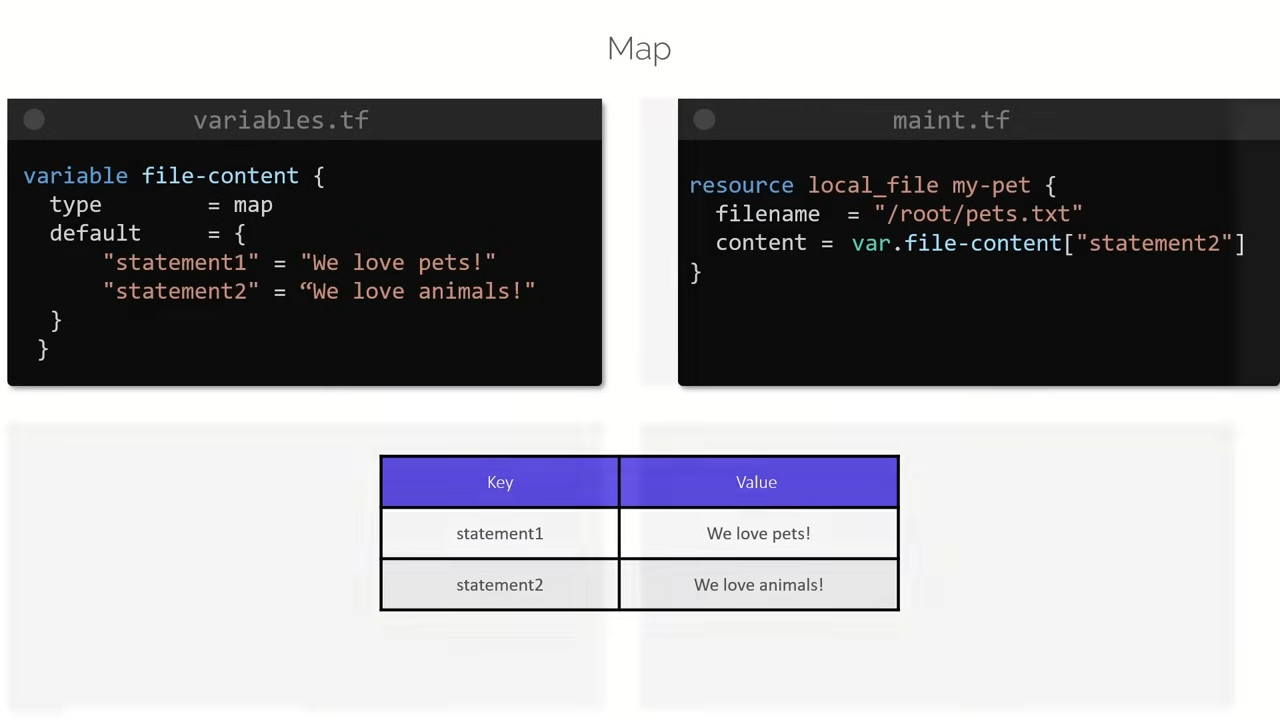 Map
variables.tf
variable file-content {
  type        = map
  default     = {
      "statement1" = "We love pets!"
      "statement2" = “We love animals!"
  }
 }
maint.tf
resource local_file my-pet {
  filename  = "/root/pets.txt"
  content = var.file-content["statement2"]
}
Key Value
statement1 We love pets!
statement2 We love animals!